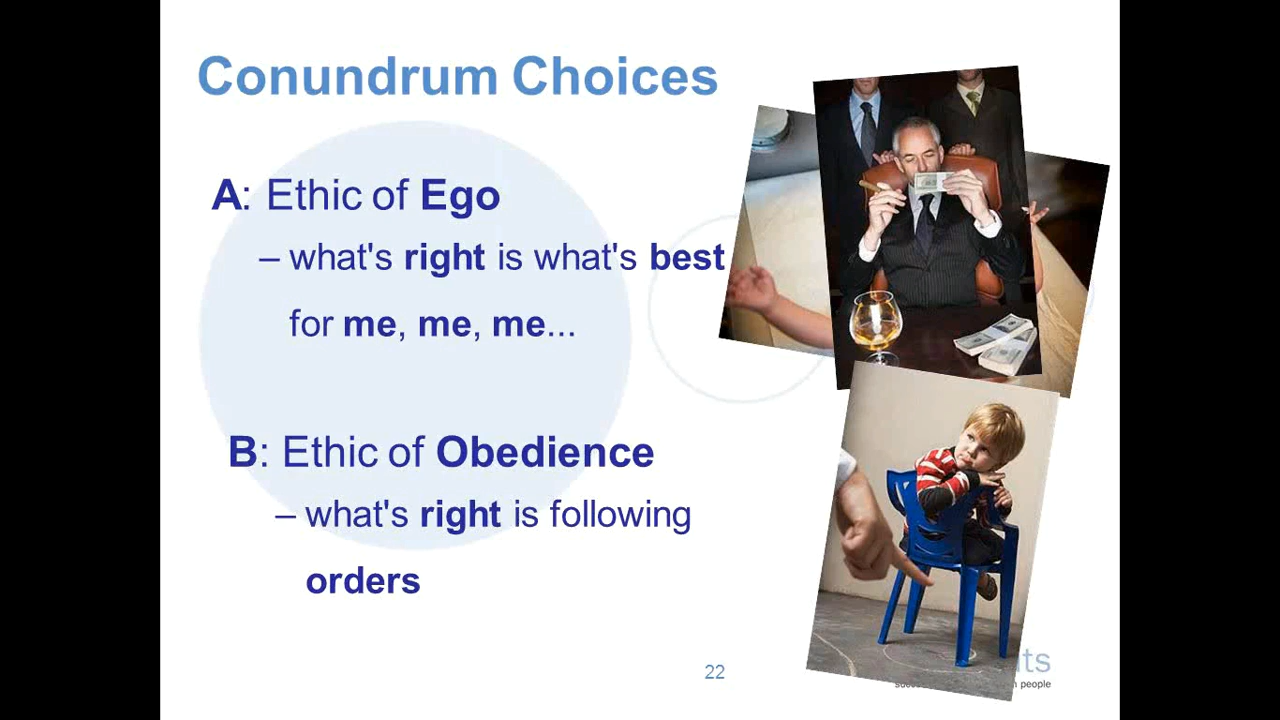 Conundrum Choices
A: Ethic of Ego
– what's right is what's best
for me, me, me...
B: Ethic of Obedience
– what's right is following
orders
22
people